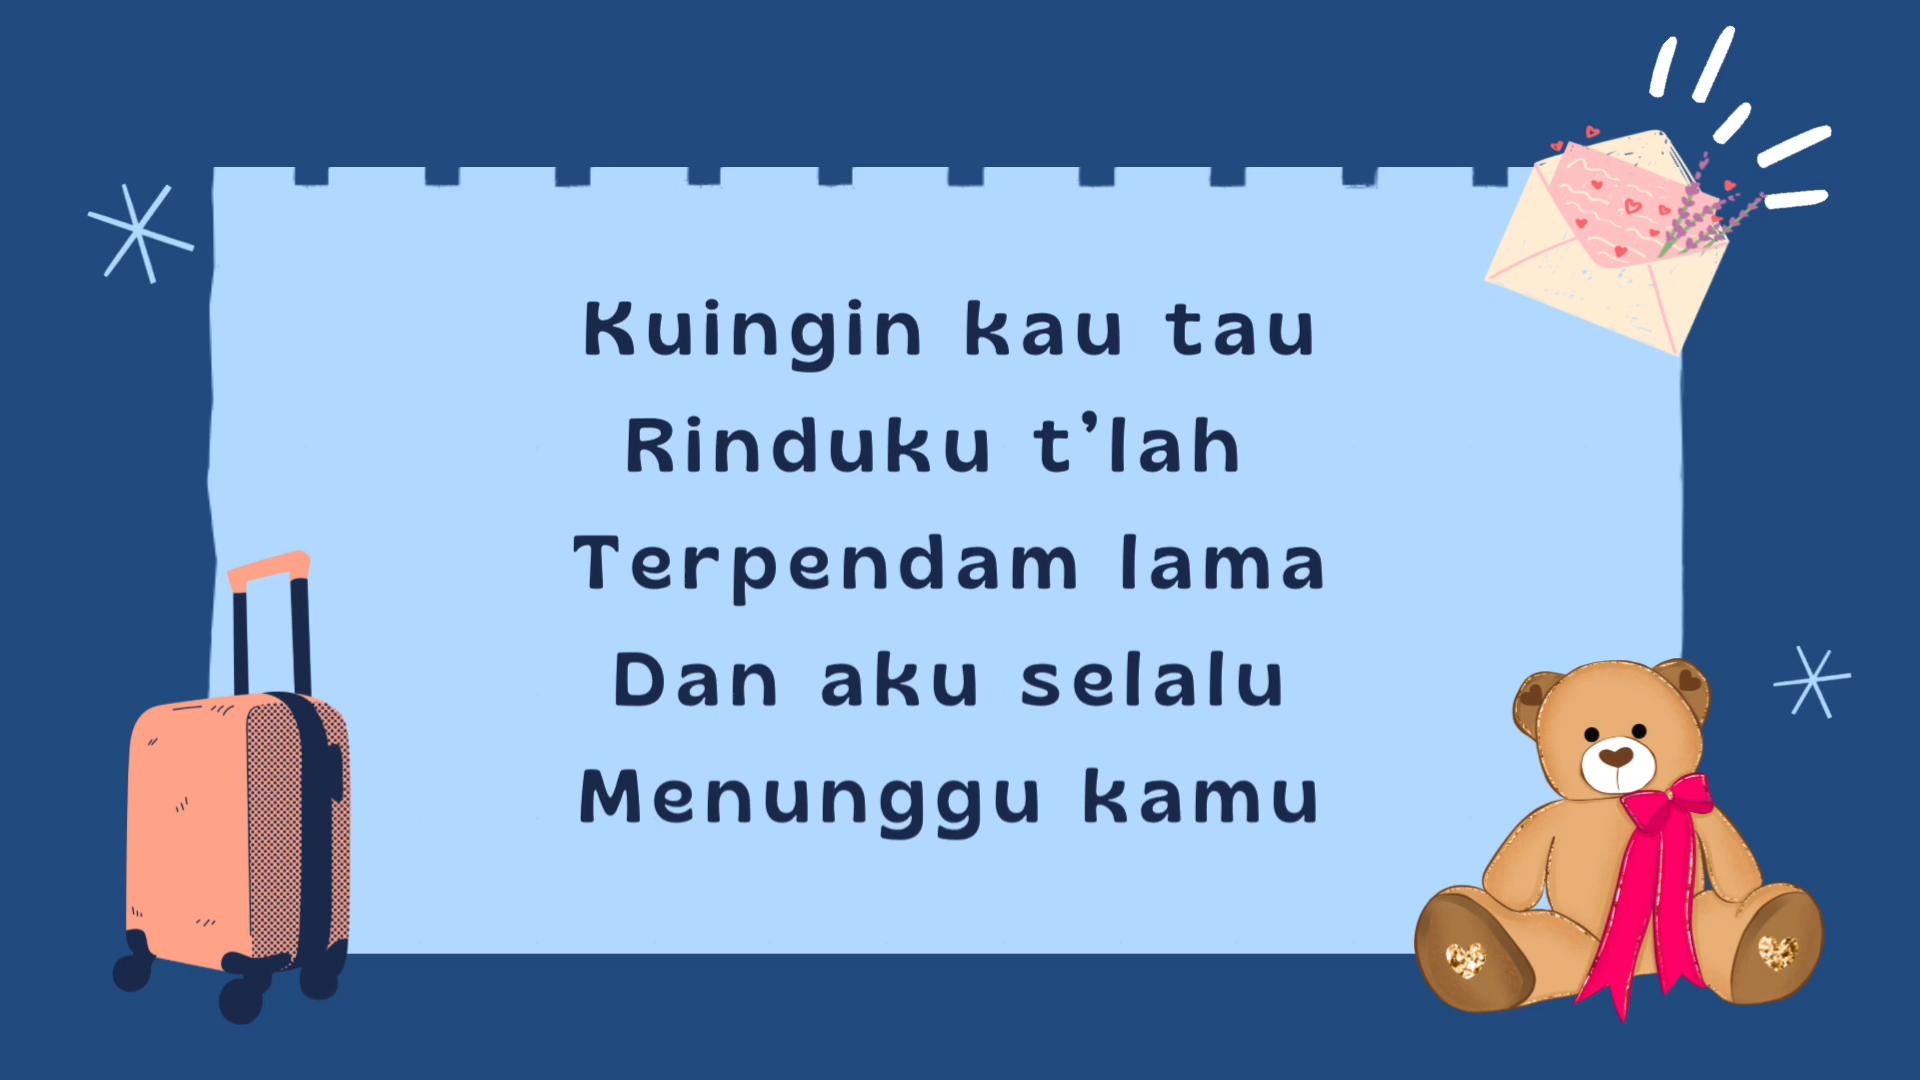 Kuingin kau tau
Rinduku t’lah
Terpendam lama
Dan aku selalu
Menunggu kamu